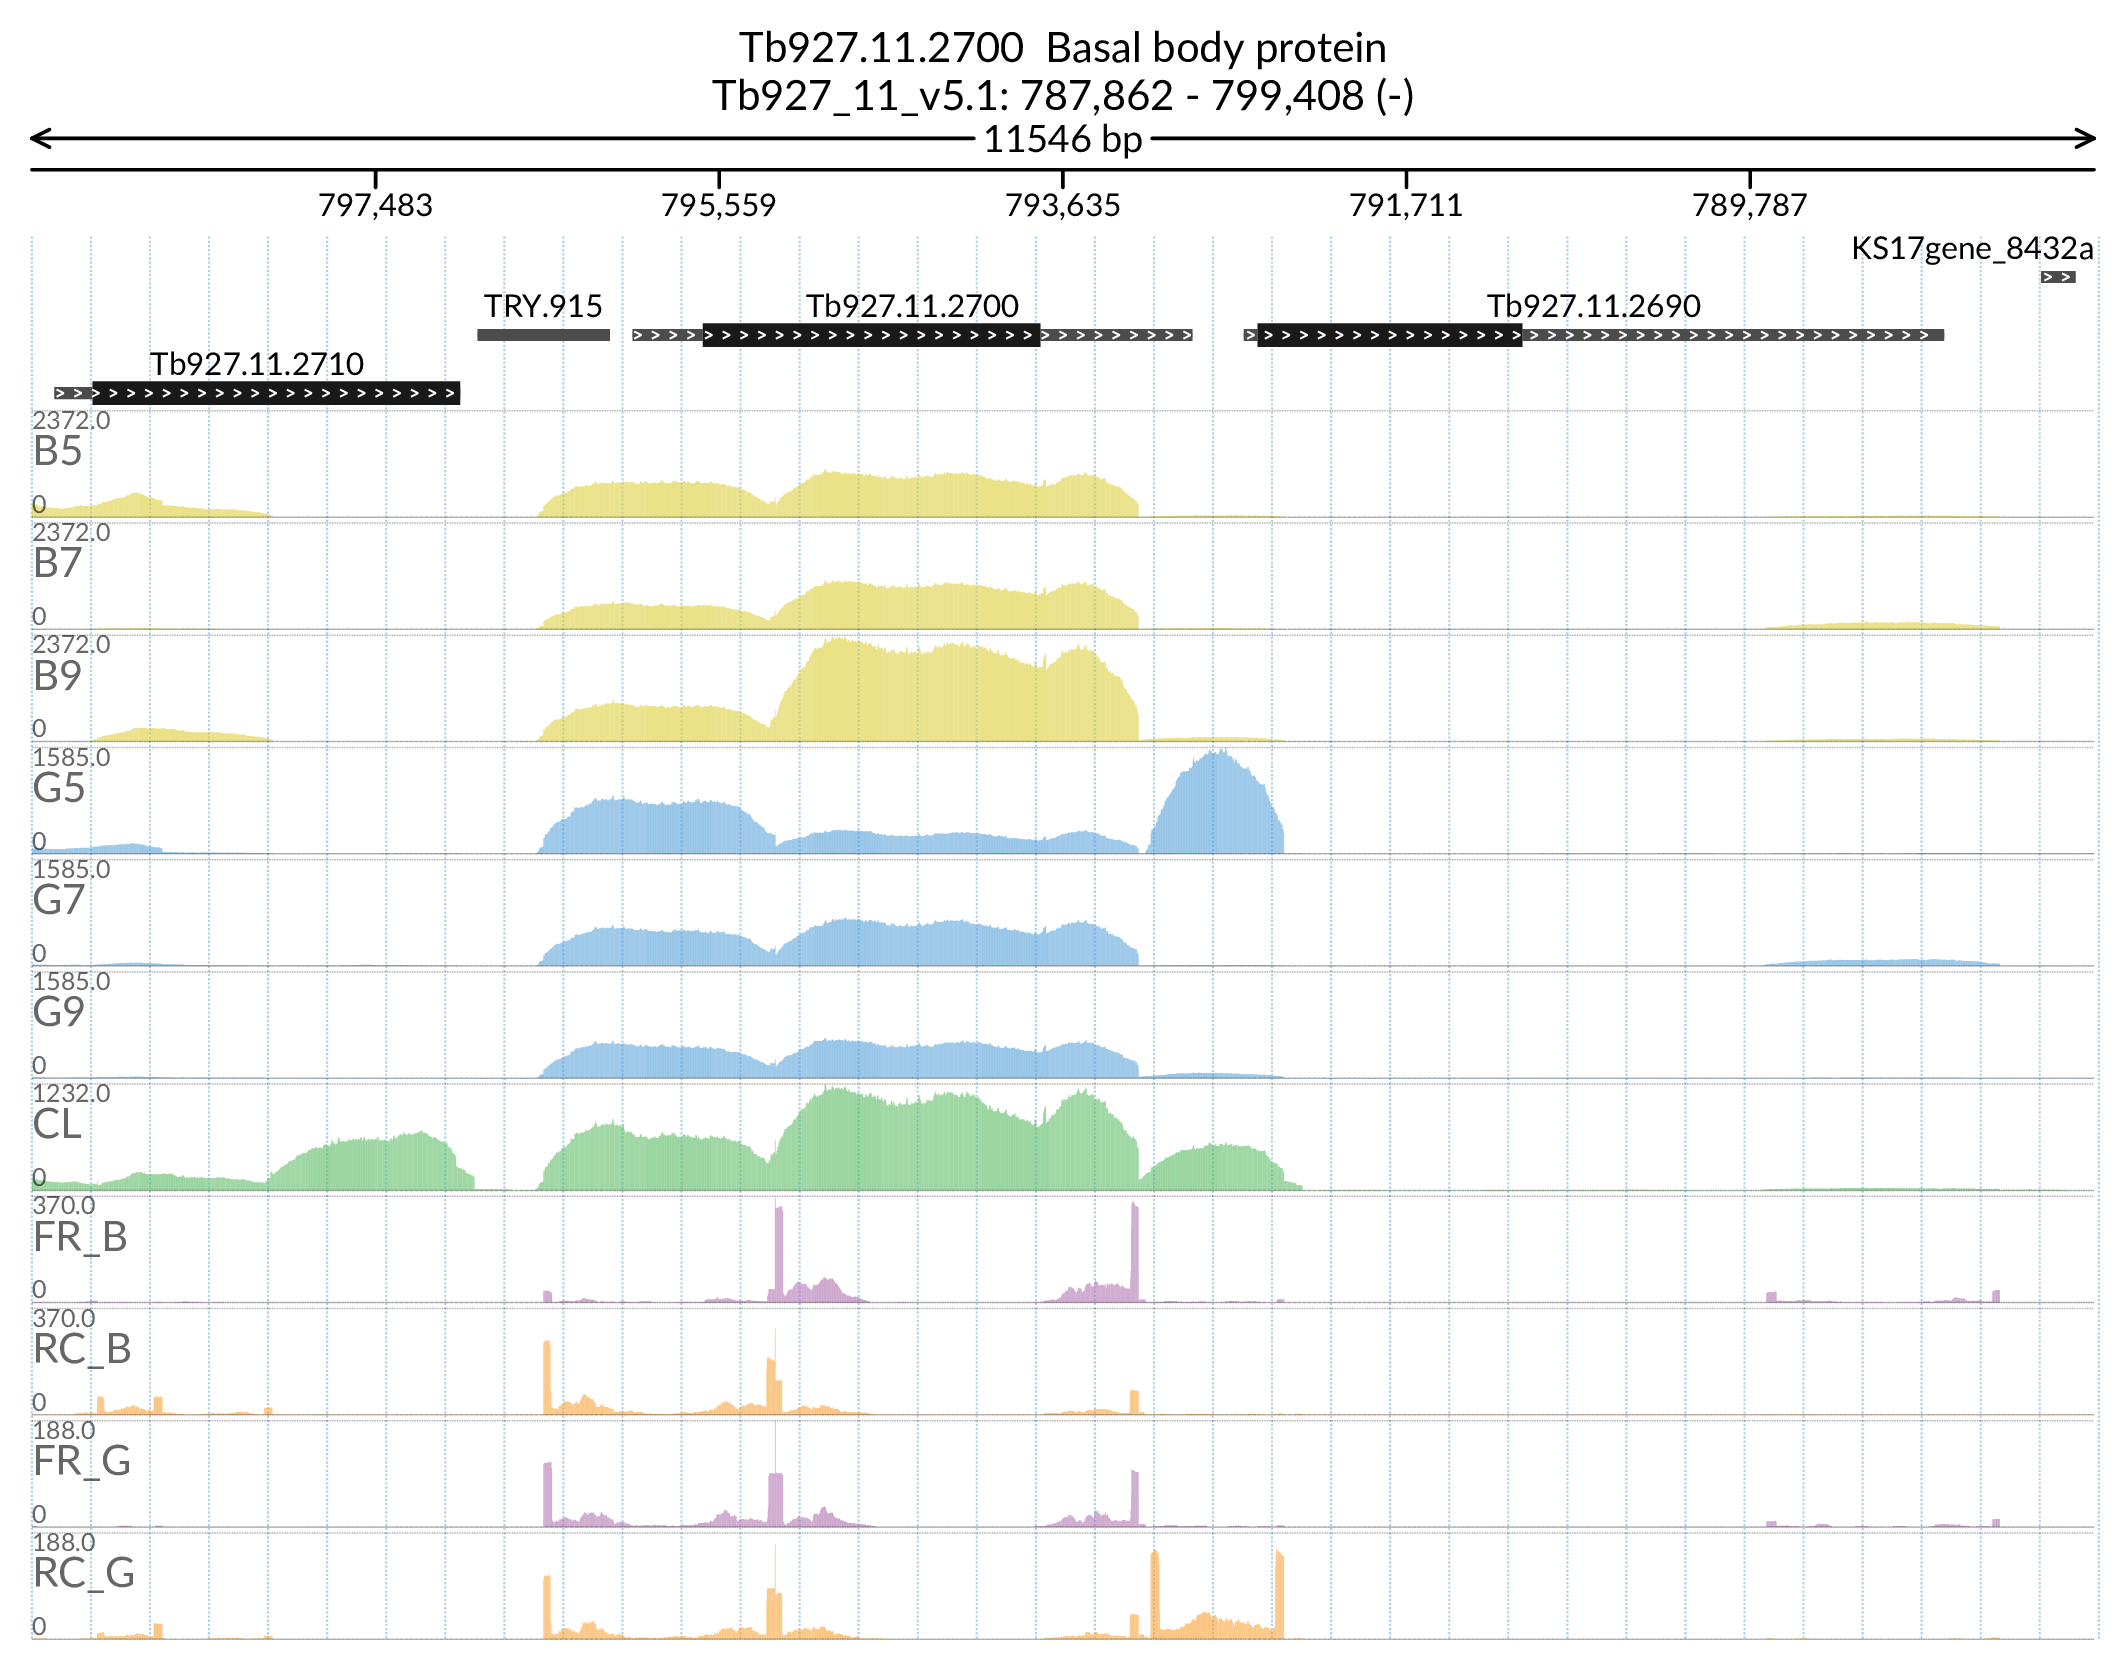 Tb927.11.2700 Basal body protein
Tb927_11_v5.1: 787,862 - 799,408 (-)
11546 bp
797,483 795,559 793,635 791,711 789,787
KS17gene_8432a
TRY.915 Tb927.11.2700 Tb927.11.2690
Tb927.11.2710
2372.0
B5
0
2372.0
B7
0
2372.0
B9
0
1585.0
G5
0
1585.0
G7
0
1585.0
G9
0
1232.0
CL
0
370.0
FR_B
0
370.0
RC_B
0
188.0
FR_G
0
188.0
RC_G
0